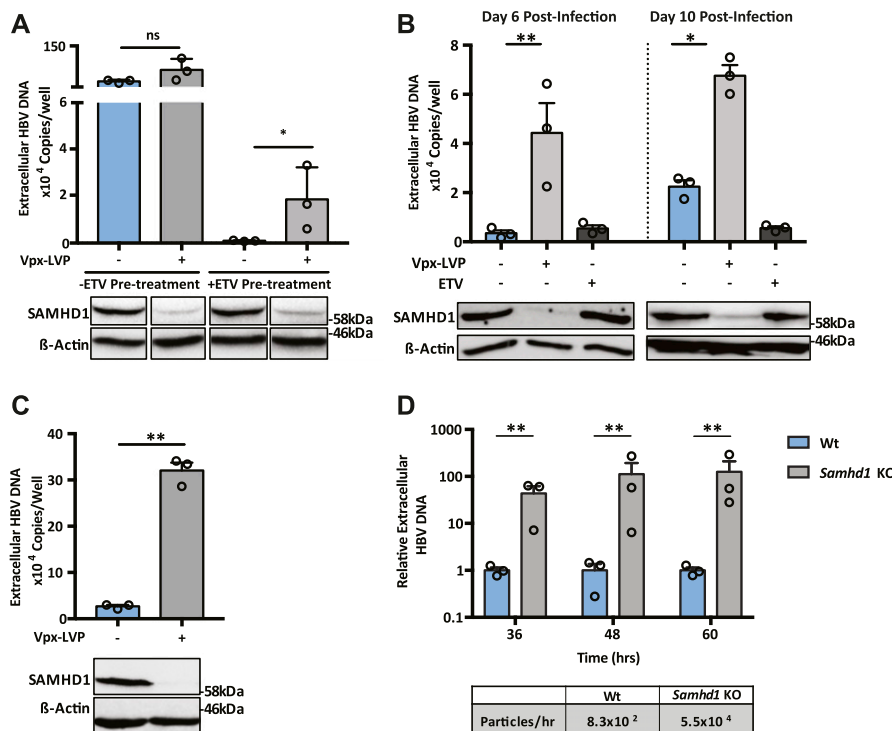 A
ns
150
Extracellular HBV DNA
x10 4 Copies/well
6
4
*
2
0
Vpx-LVP - + - +
-ETV Pre-treatment +ETV Pre-treatment
SAMHD1
-58kDa
-46kDa
ß-Actin
B
Day 6 Post-Infection Day 10 Post-Infection
** *
8
Extracellular HBV DNA
x10 4 Copies/well
6
4
2
0
Vpx-LVP - + - - + -
ETV - - + - - +
SAMHD1
-58kDa
-46kDa
ß-Actin
C
**
40
Extracellular HBV DNA
x10 4 Copies/Well
30
20
10
0
Vpx-LVP - +
SAMHD1
-58kDa
-46kDa
ß-Actin
D
** ** **
1000
Relative Extracellular
HBV DNA
100
10
1
0.1
36 48 60
Time (hrs)
Wt
Samhd1 KO
Wt Samhd1 KO
Particles/hr 8.3x10 2 5.5x10 4